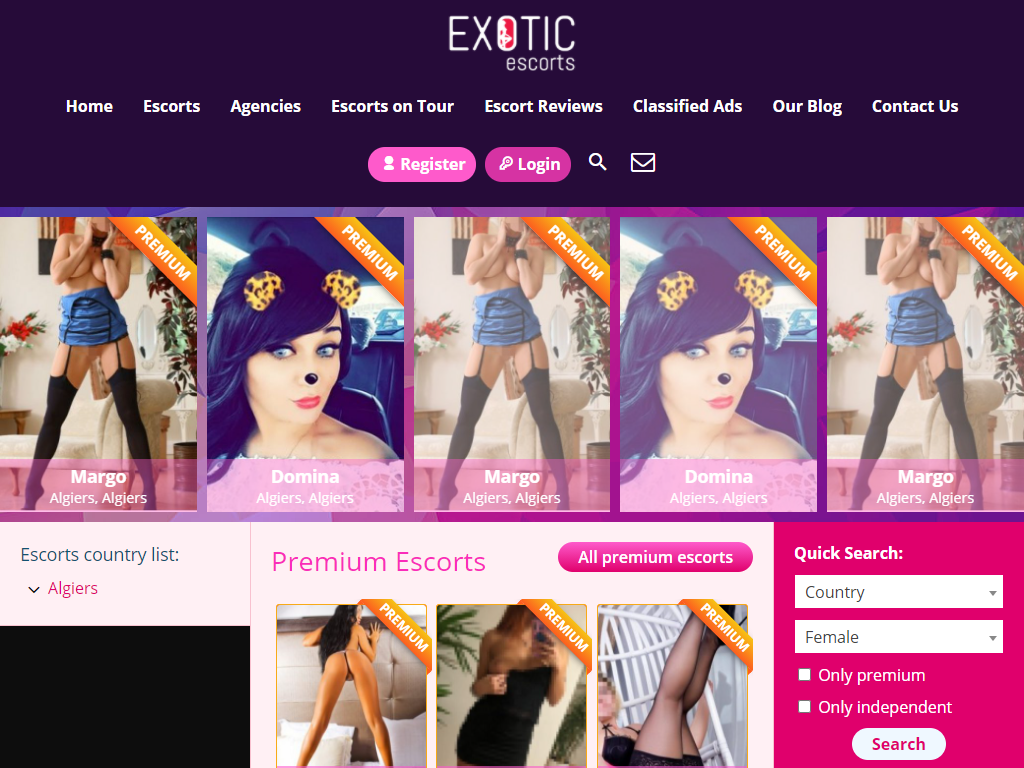 EXOTIC
escorts
Home Escorts Agencies Escorts on Tour Escort Reviews Classified Ads Our Blog Contact Us
Register Login
PREMIUM PREMIUM PREMIUM PREMIUM PREMIUM
Margo Domina Margo Domina Margo
Algiers, Algiers Algiers, Algiers Algiers, Algiers Algiers, Algiers Algiers, Algiers
Escorts country list:
Algiers
Premium Escorts All premium escorts
PREMIUM PREMIUM PREMIUM
Quick Search:
Country
Female
Only premium
Only independent
Search